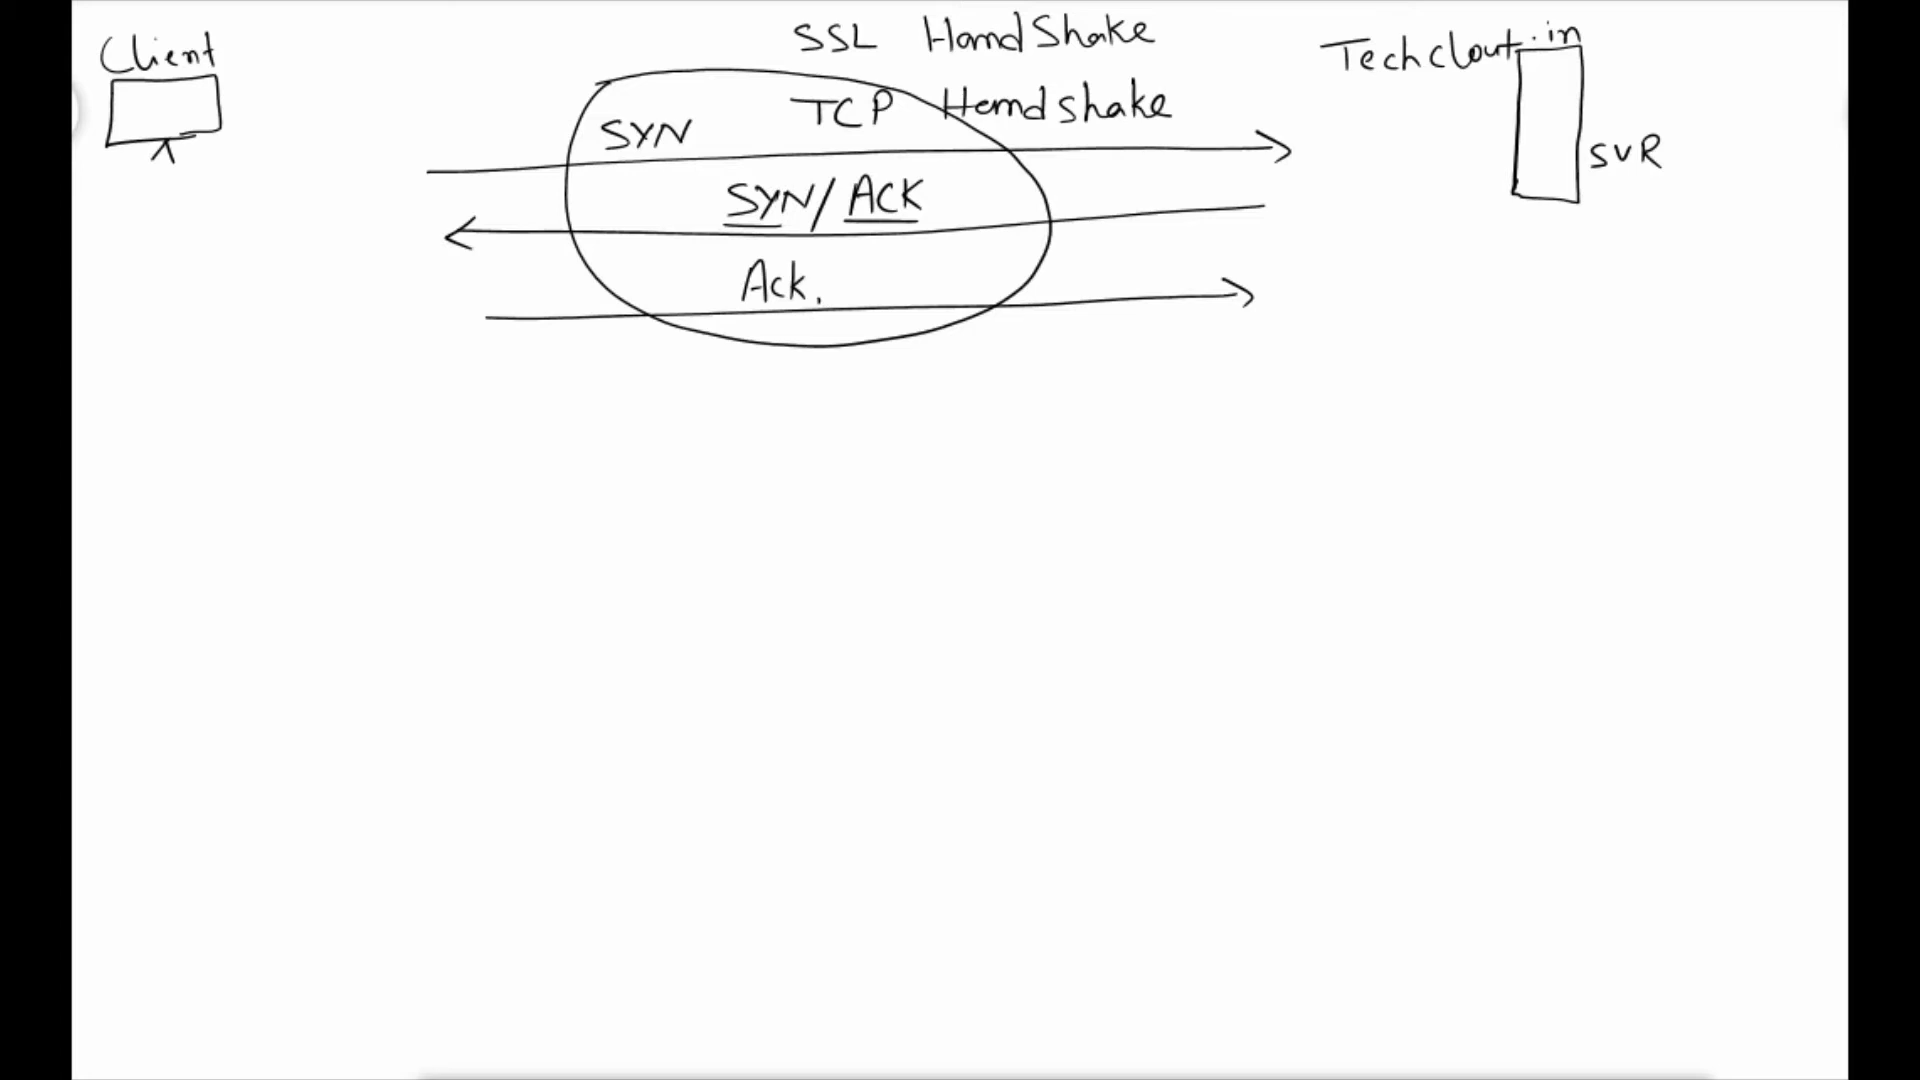 SSL HandShake
Client
Techclout.in
TCP Handshake
SYN
SVR
SYN/ACK
Ack.